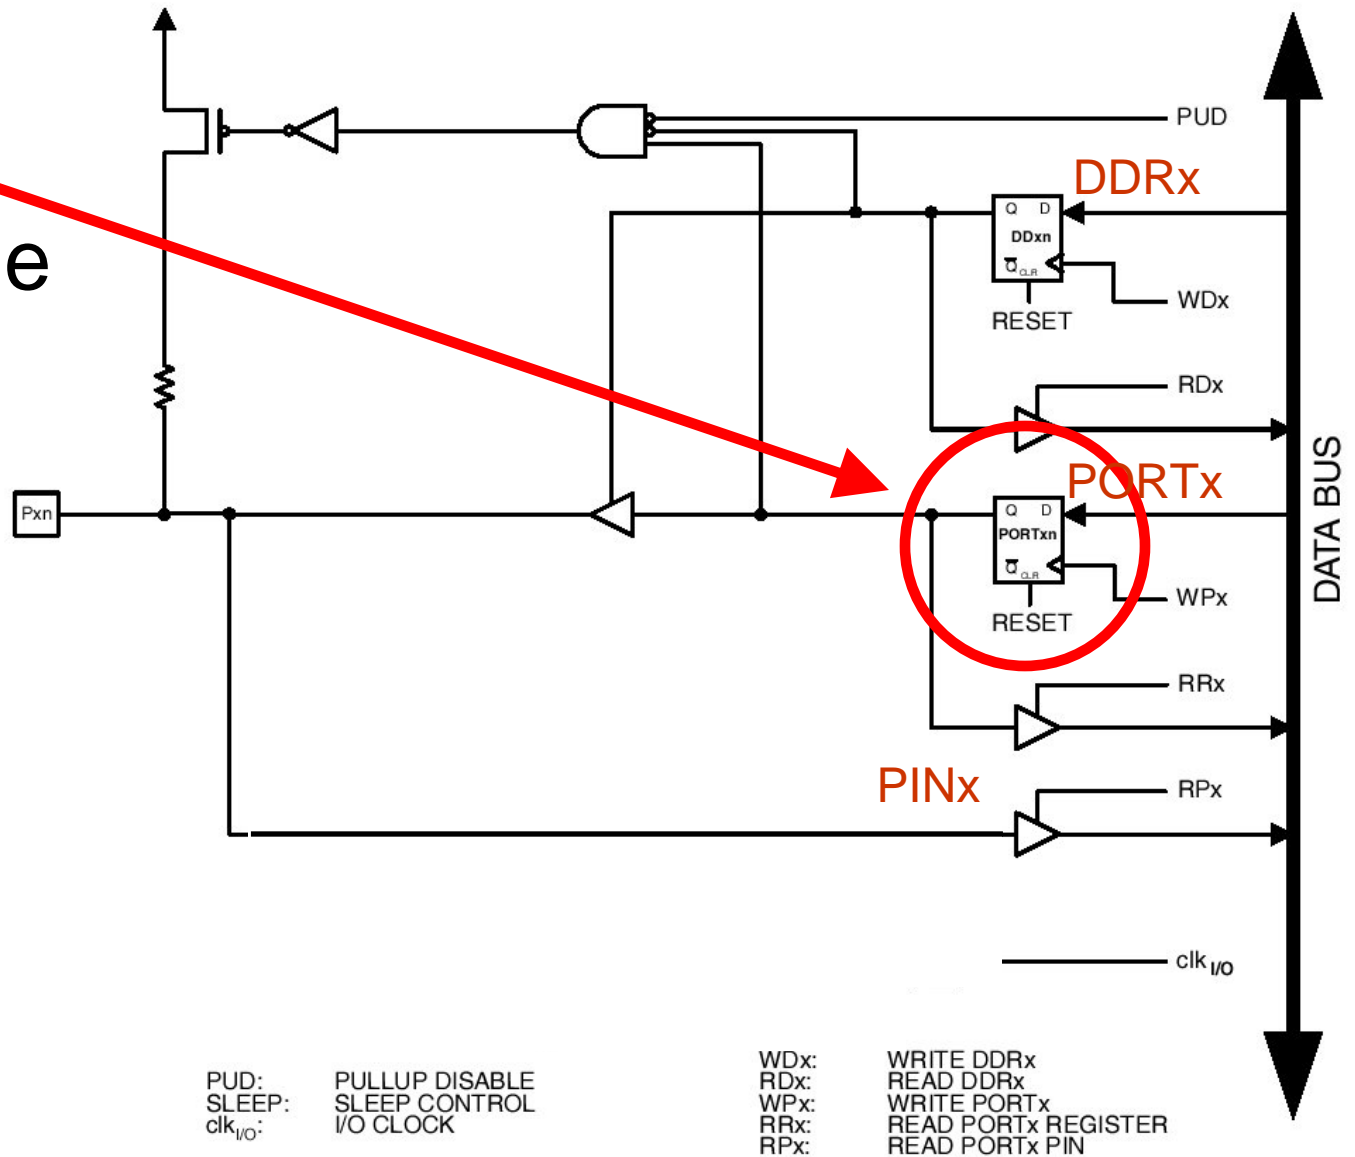 PUD
DDRx
Q D
DDxn
Q CLR
WDx
RESET
e
RDx
PORTx
Pxn
Q D
PORTxn
Q CLR
WPx
RESET
DATA BUS
RRx
PINx
RPx
clk I/O
PUD: PULLUP DISABLE
SLEEP: SLEEP CONTROL
clkI/O: I/O CLOCK
WDx: WRITE DDRx
RDx: READ DDRx
WPx: WRITE PORTx
RRx: READ PORTx REGISTER
RPx: READ PORTx PIN